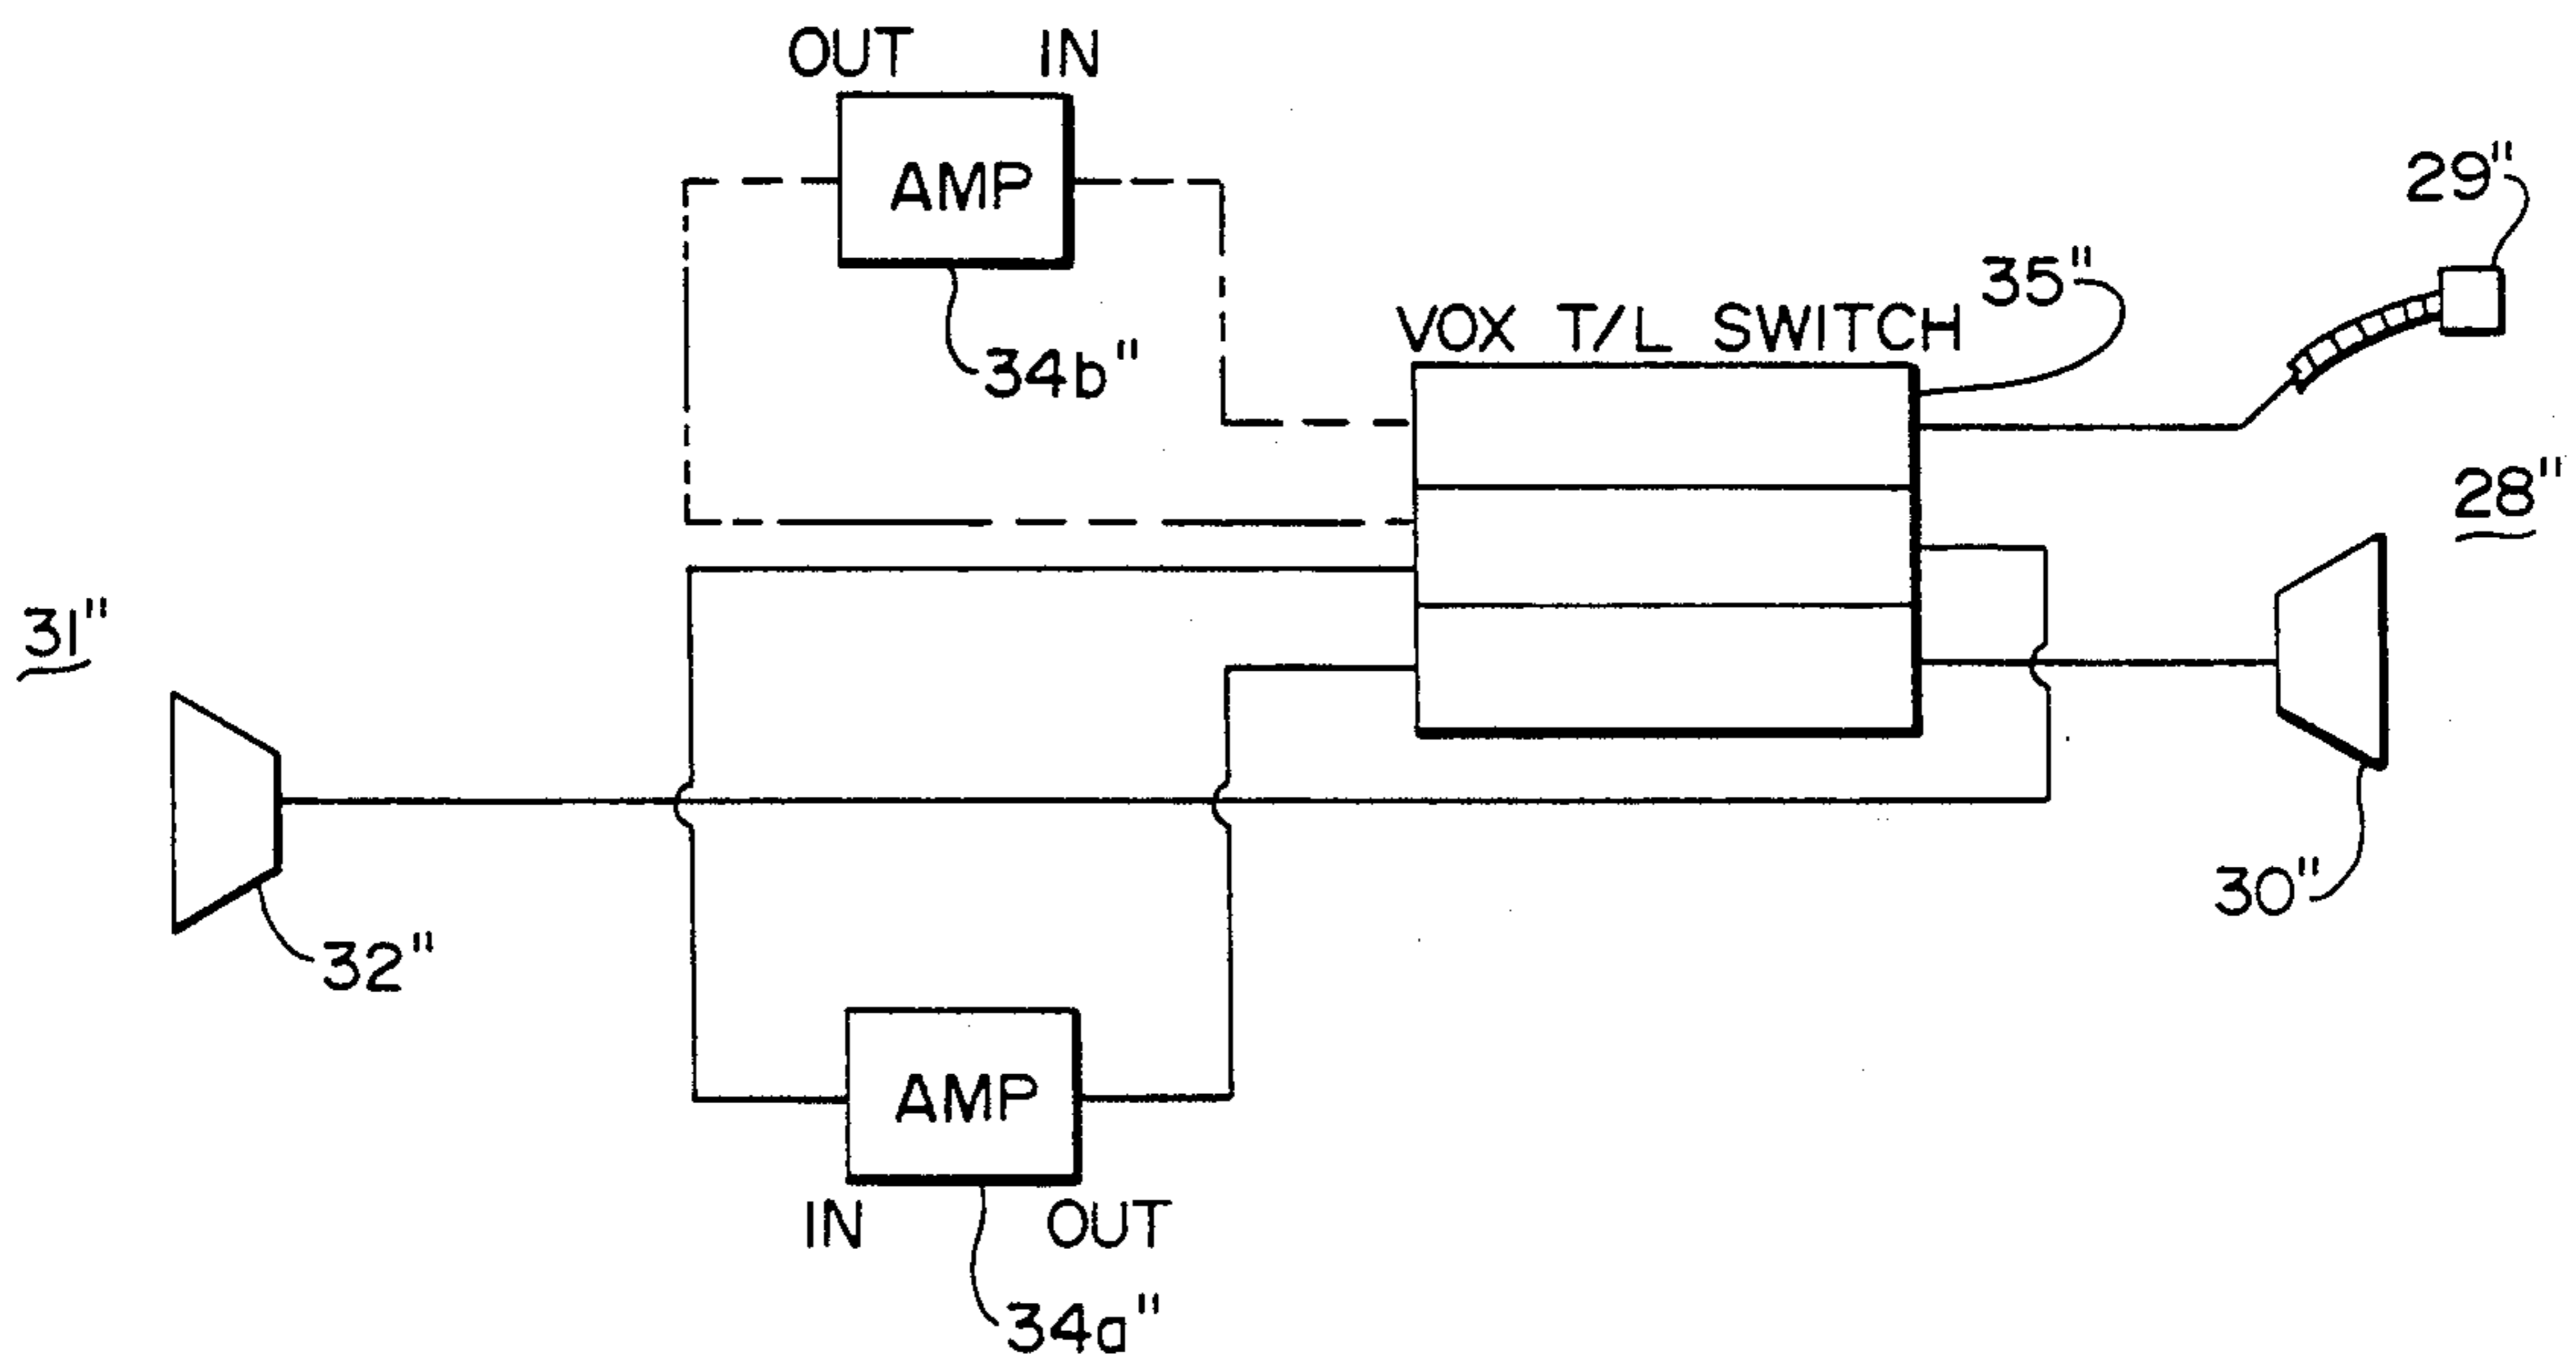 OUT IN
AMP
29"
35"
VOX T/L SWITCH
34b"
28"
31"
30"
32"
AMP
IN OUT
34a"